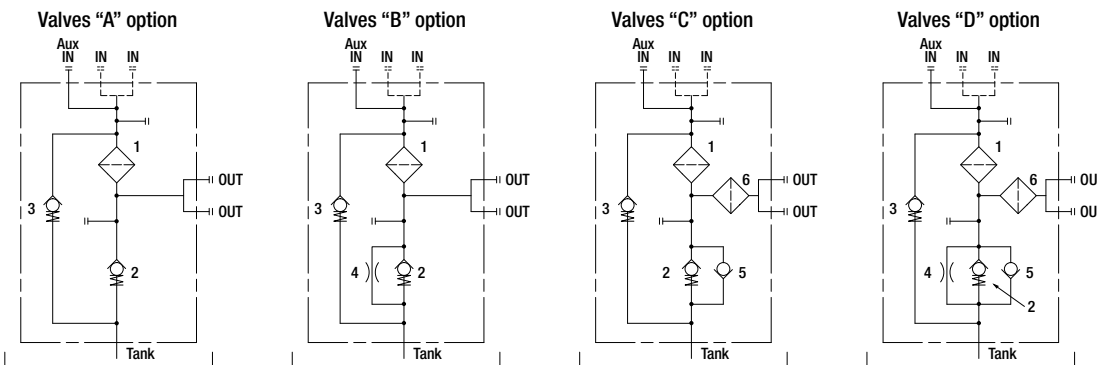 Valves “A” option
Aux
IN IN IN
1
OUT
3
OUT
2
Tank
Valves “B” option
Aux
IN IN IN
1
OUT
3
OUT
4 2
Tank
Valves “C” option
Aux
IN IN IN
1
6
OUT
3
OUT
2 5
Tank
Valves “D” option
Aux
IN IN IN
1
6
OU
3
OU
4 5
2
Tank